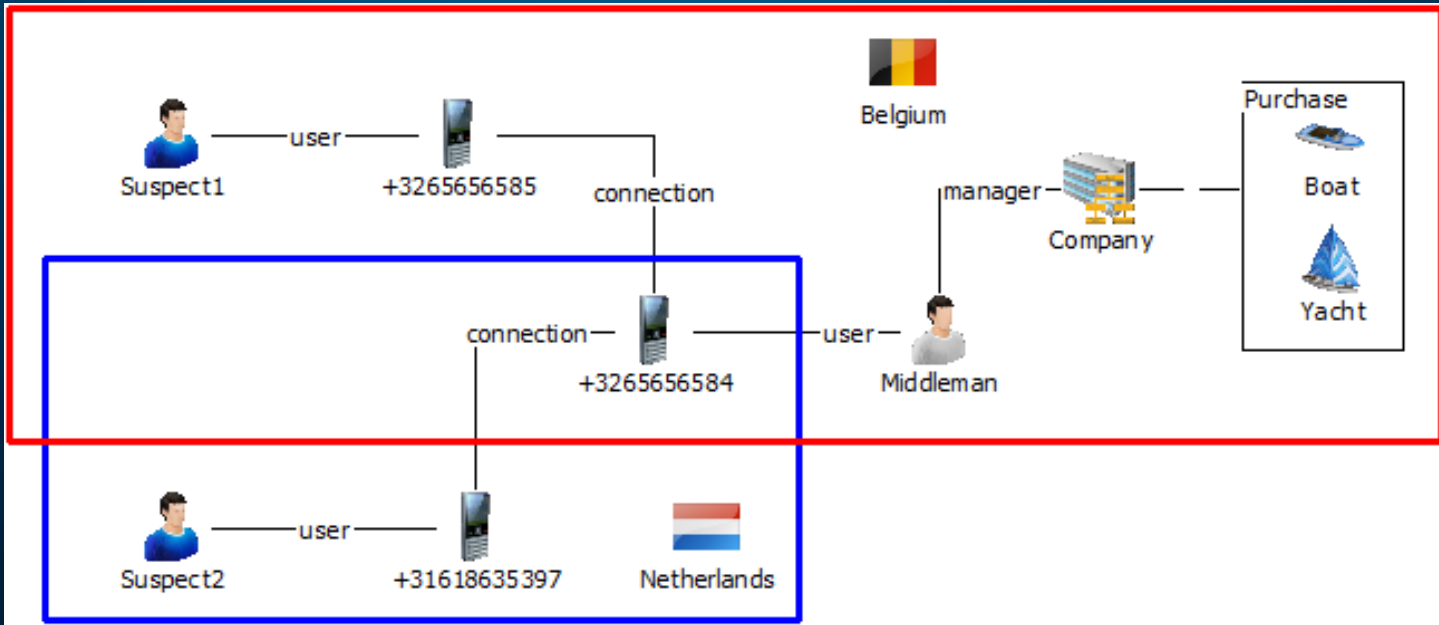 Belgium
Purchase
user
Suspect1
+3265656585
connection
manager
Boat
Company
Yacht
connection
user
+3265656584
Middleman
user
Suspect2
+31618635397
Netherlands